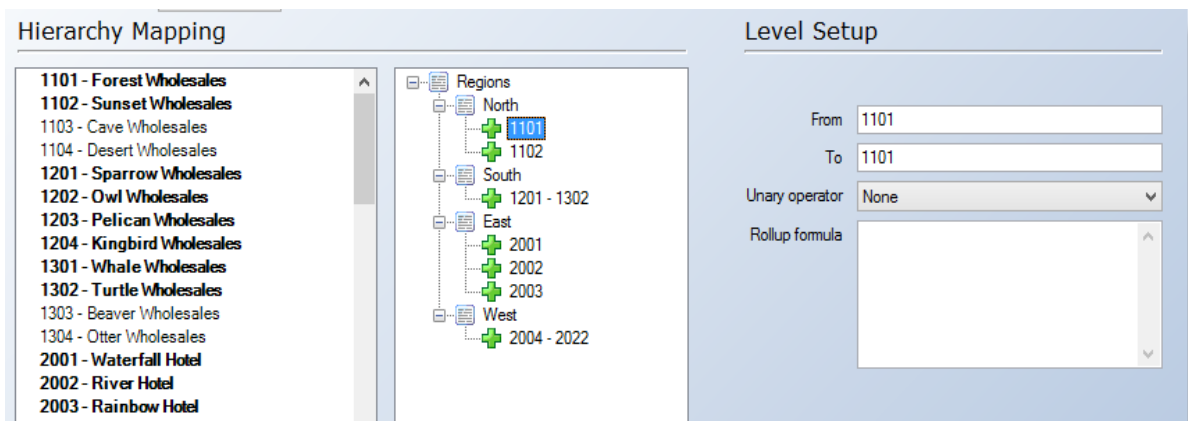 Hierarchy Mapping
Level Setup
1101 - Forest Wholesales
1102 - Sunset Wholesales
1103 - Cave Wholesales
1104 - Desert Wholesales
1201 - Sparrow Wholesales
1202 - Owl Wholesales
1203 - Pelican Wholesales
1204 - Kingbird Wholesales
1301 - Whale Wholesales
1302 - Turtle Wholesales
1303 - Beaver Wholesales
1304 - Otter Wholesales
2001 - Waterfall Hotel
2002 - River Hotel
2003 - Rainbow Hotel
Regions
North
1101
1102
South
1201 - 1302
East
2001
2002
2003
West
2004 - 2022
From 1101
To 1101
Unary operator None
Rollup formula